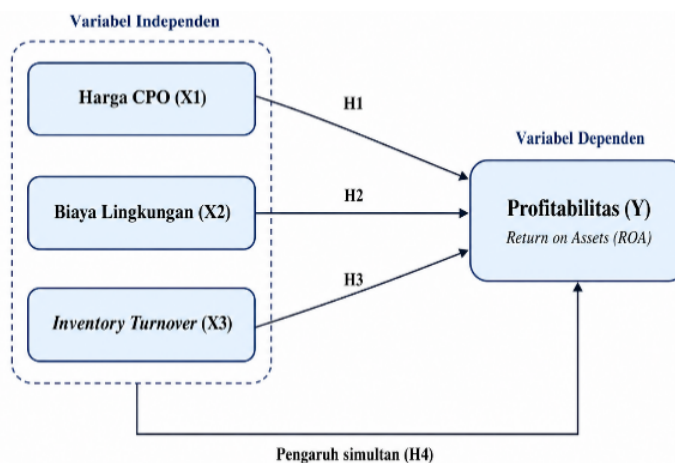 Variabel Independen
Harga CPO (X1)
H1
Variabel Dependen
Biaya Lingkungan (X2)
H2
Profitabilitas (Y)
Return on Assets (ROA)
H3
Inventory Turnover (X3)
Pengaruh simultan (H4)